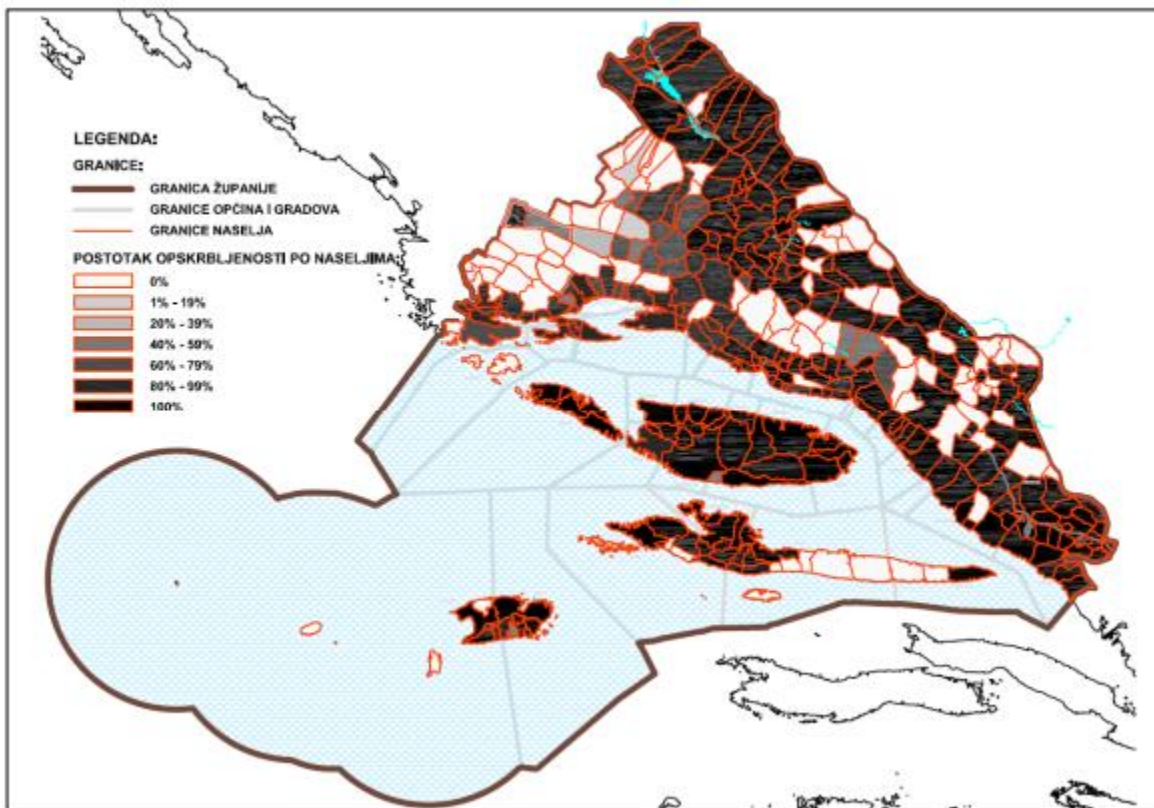 LEGENDA:
GRANICE:
GRANICA ŽUPANIJE
GRANICE OPĆINA I GRADOVA
GRANICE NASELJA
POSTOTAK OPSKRBLJENOSTI PO NASELJIMA:
0%
1% - 19%
20% - 39%
40% - 59%
60% - 79%
80% - 99%
100%